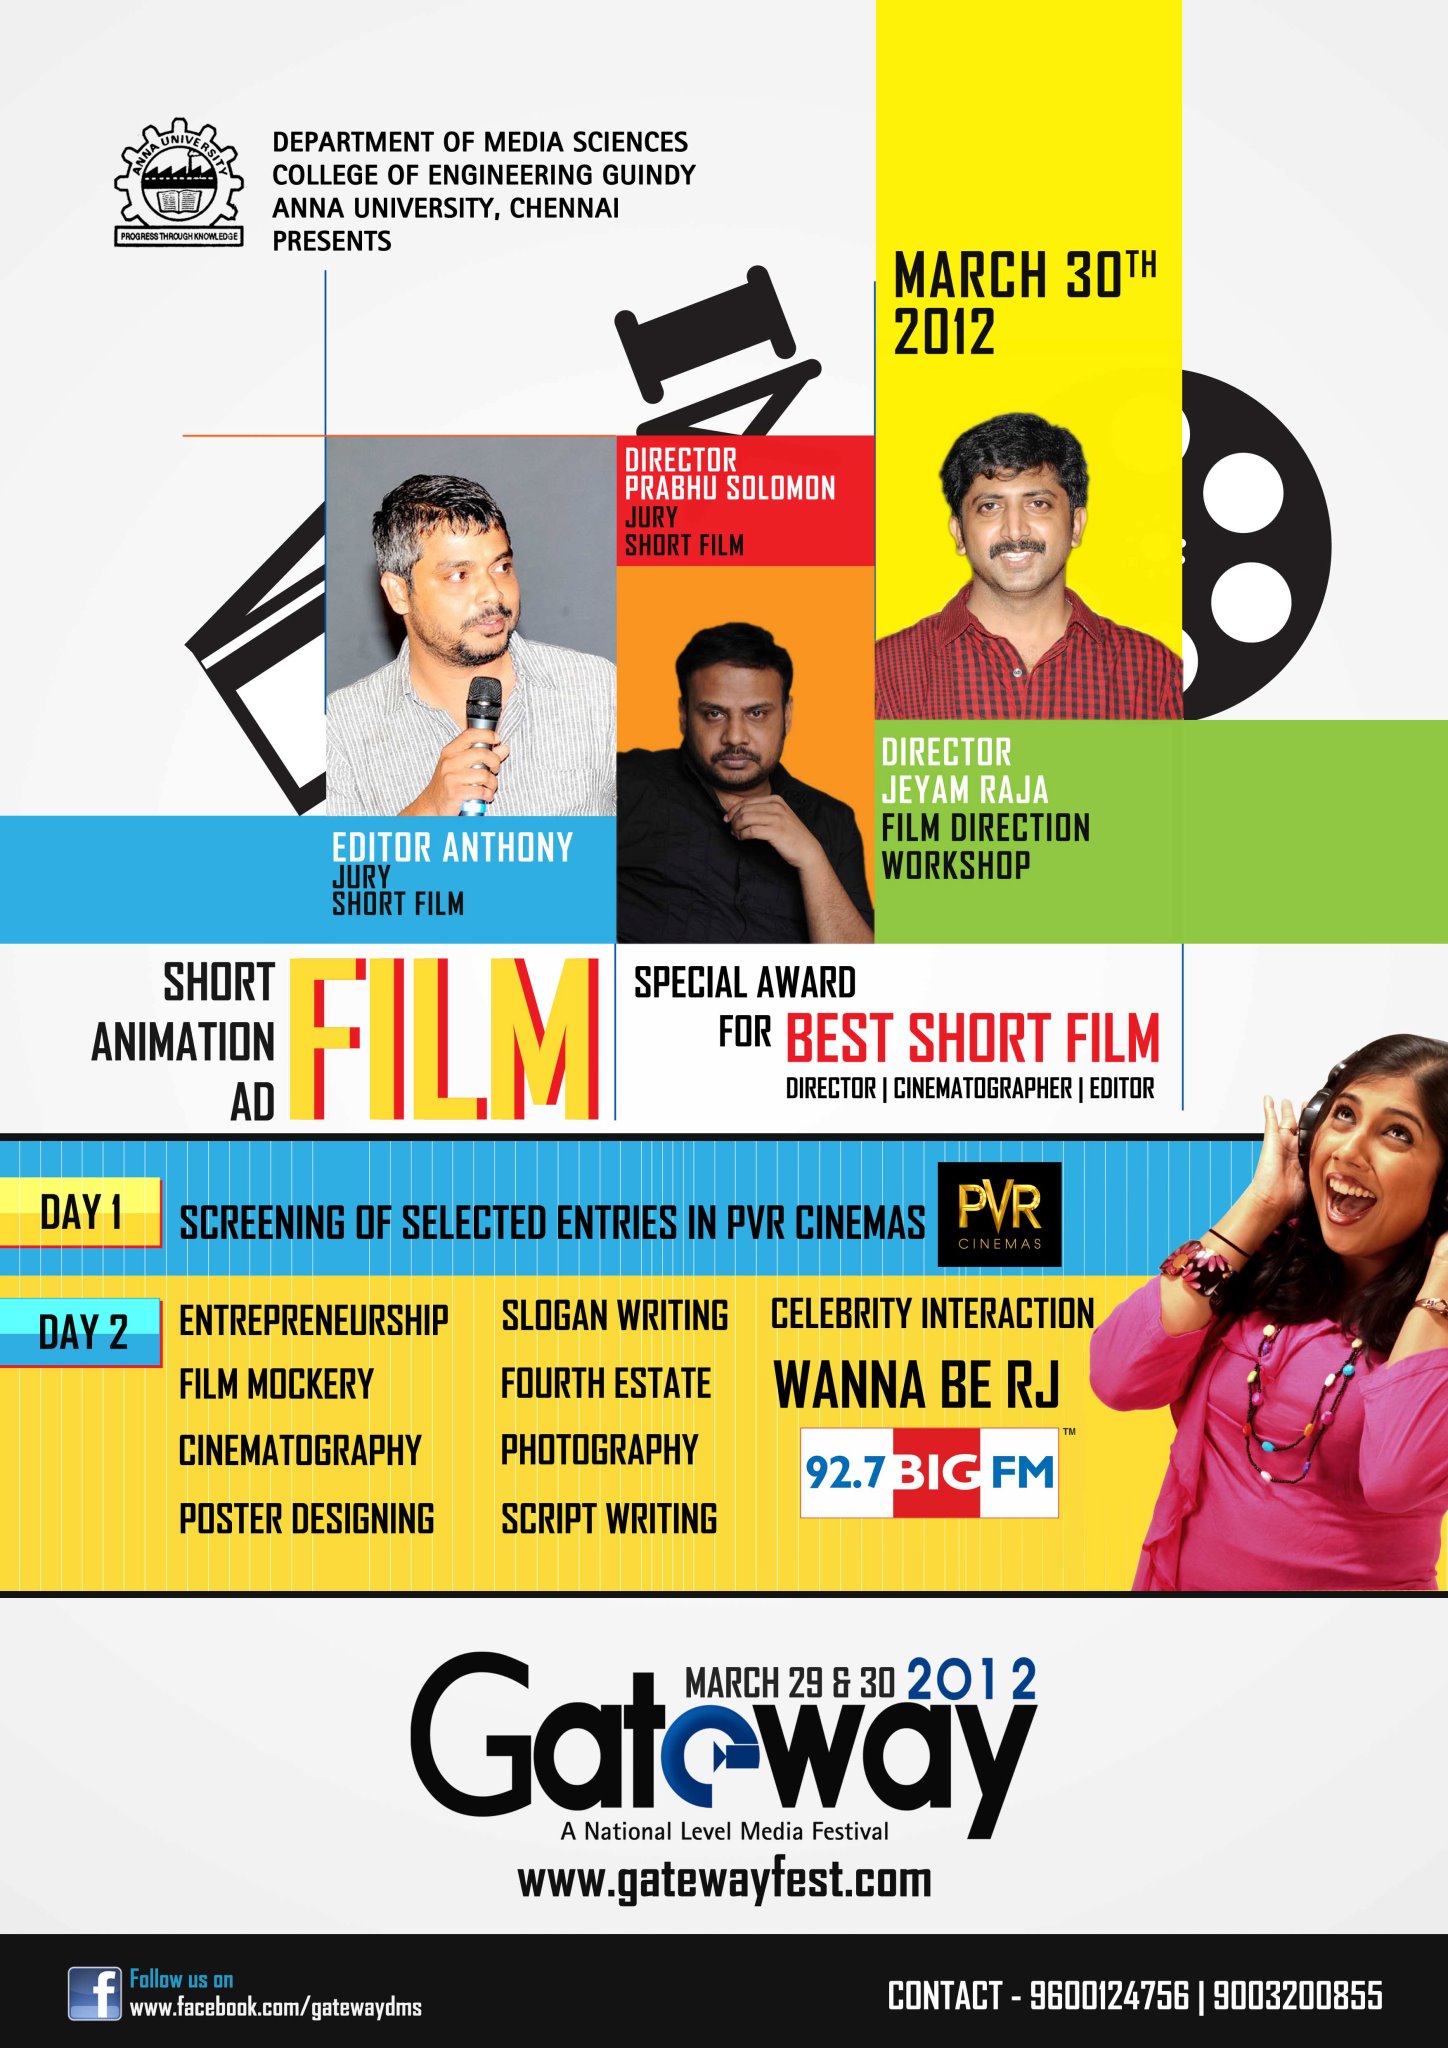 ANNA UNIVERSITY
PROGRESS THROUGH KNOWLEDGE
DEPARTMENT OF MEDIA SCIENCES
COLLEGE OF ENGINEERING GUINDY
ANNA UNIVERSITY, CHENNAI
PRESENTS
MARCH 30TH
2012
DIRECTOR
PRABHU SOLOMON
JURY
SHORT FILM
DIRECTOR
JEYAM RAJA
FILM DIRECTION
WORKSHOP
EDITOR ANTHONY
JURY
SHORT FILM
SHORT
ANIMATION
AD
FILM
SPECIAL AWARD
FOR BEST SHORT FILM
DIRECTOR | CINEMATOGRAPHER | EDITOR
DAY 1
SCREENING OF SELECTED ENTRIES IN PVR CINEMAS
PVR
CINEMAS
DAY 2
ENTREPRENEURSHIP
FILM MOCKERY
CINEMATOGRAPHY
POSTER DESIGNING
SLOGAN WRITING
FOURTH ESTATE
PHOTOGRAPHY
SCRIPT WRITING
CELEBRITY INTERACTION
WANNA BE RJ
92.7 BIG FM TM
MARCH 29 & 30 2012
Gateway
A National Level Media Festival
www.gatewayfest.com
f
Follow us on
www.facebook.com/gatewaydms
CONTACT - 9600124756 | 9003200855